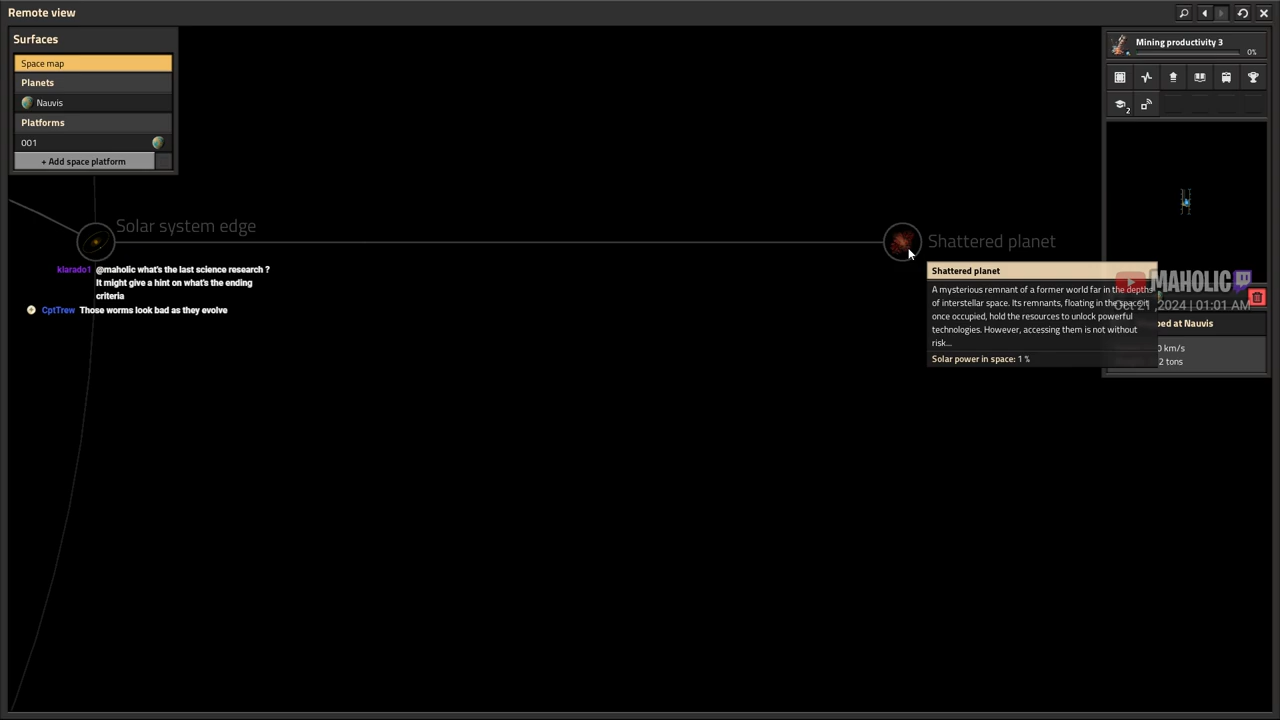 Remote view
Surfaces
Space map
Planets
Nauvis
Platforms
001
+ Add space platform
Mining productivity 3
0%
2
Solar system edge
Shattered planet
klarado1 @maholic what's the last science research ?
It might give a hint on what's the ending
criteria
CptTrew Those worms look bad as they evolve
Shattered planet
A mysterious remnant of a former world far in the depths
of interstellar space. Its remnants, floating in the space it
once occupied, hold the resources to unlock powerful
technologies. However, accessing them is not without
risk...
Solar power in space: 1 %
MAHOLIC
Oct 21 ,2024 | 01:01 AM
ped at Nauvis
0 km/s
2 tons